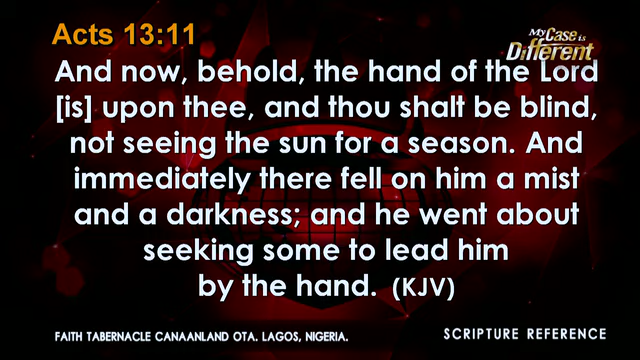 Acts 13:11
My Case is
Different
And now, behold, the hand of the Lord
[is] upon thee, and thou shalt be blind,
not seeing the sun for a season. And
immediately there fell on him a mist
and a darkness; and he went about
seeking some to lead him
by the hand. (KJV)
FAITH TABERNACLE CANAANLAND OTA. LAGOS, NIGERIA.
SCRIPTURE REFERENCE